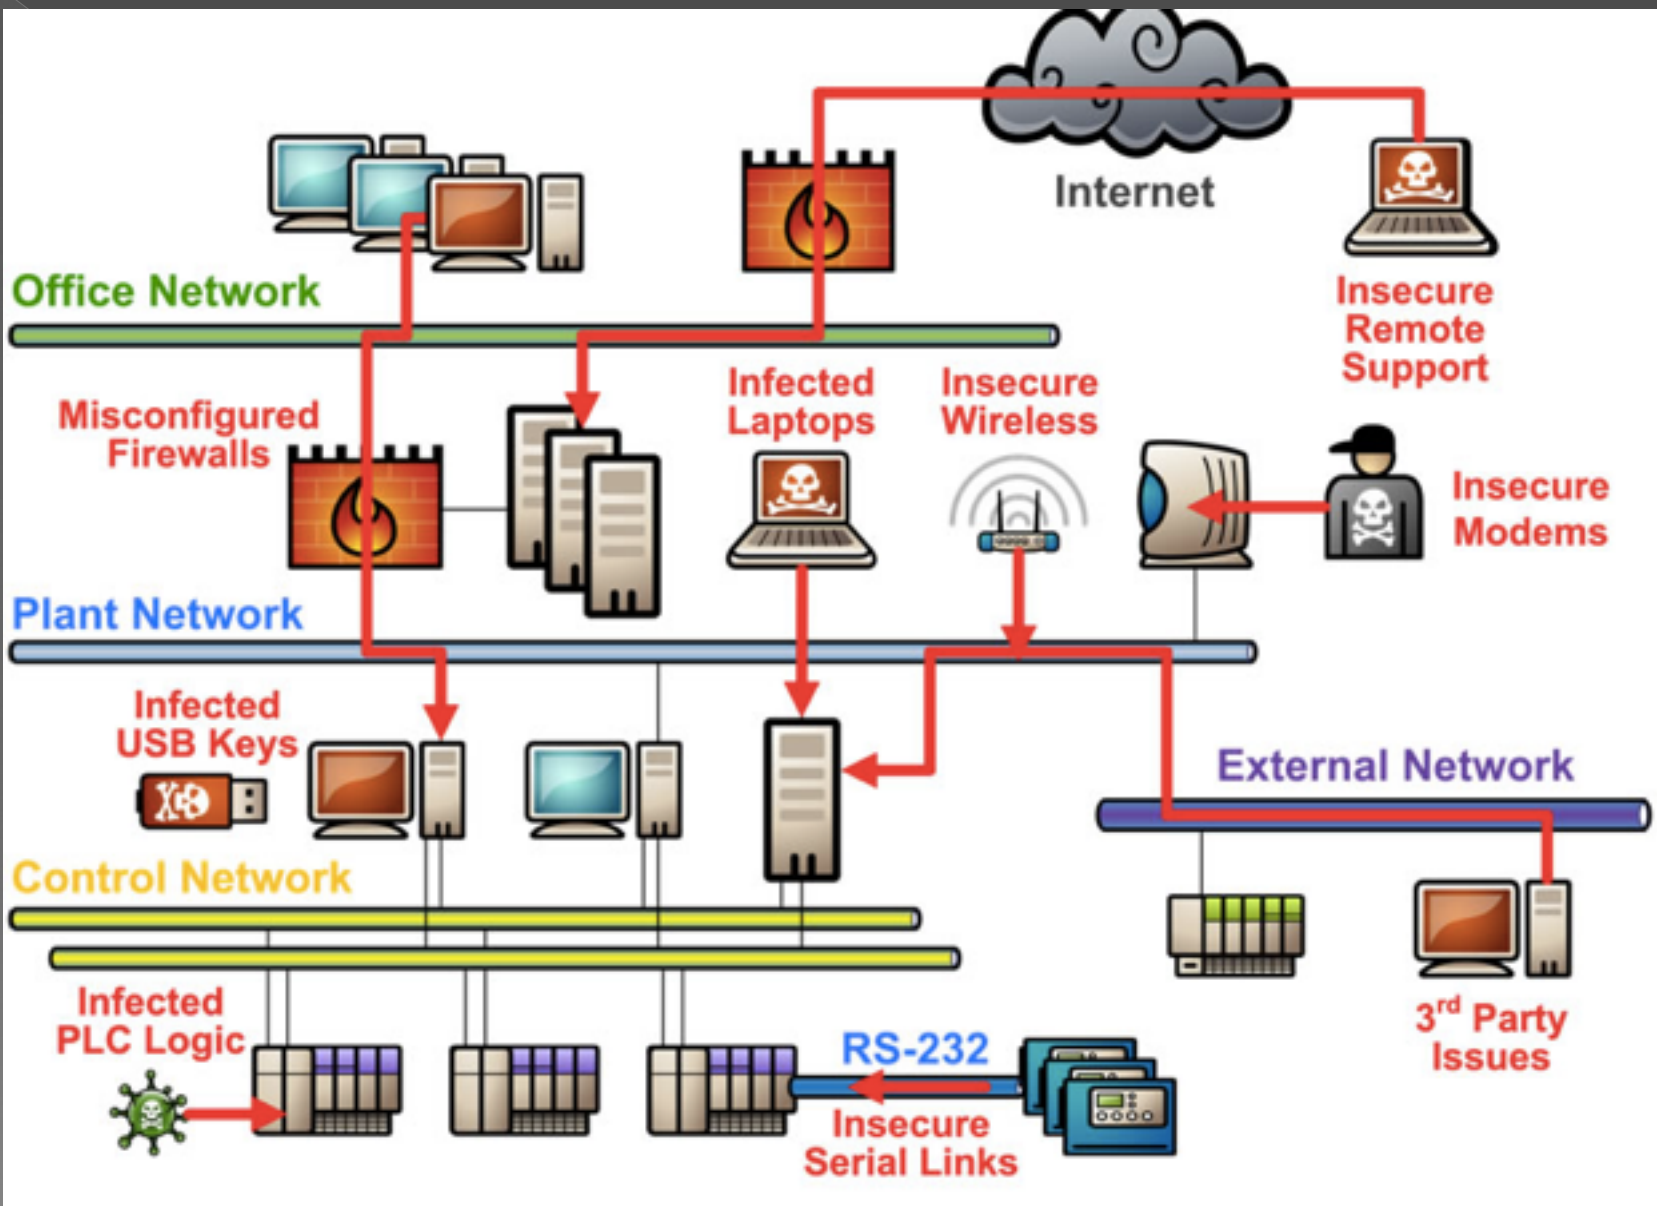 Internet
Office Network
Insecure
Remote
Support
Misconfigured
Firewalls
Infected
Laptops
Insecure
Wireless
Insecure
Modems
Plant Network
Infected
USB Keys
External Network
Control Network
Infected
PLC Logic
RS-232
Insecure
Serial Links
3rd Party
Issues